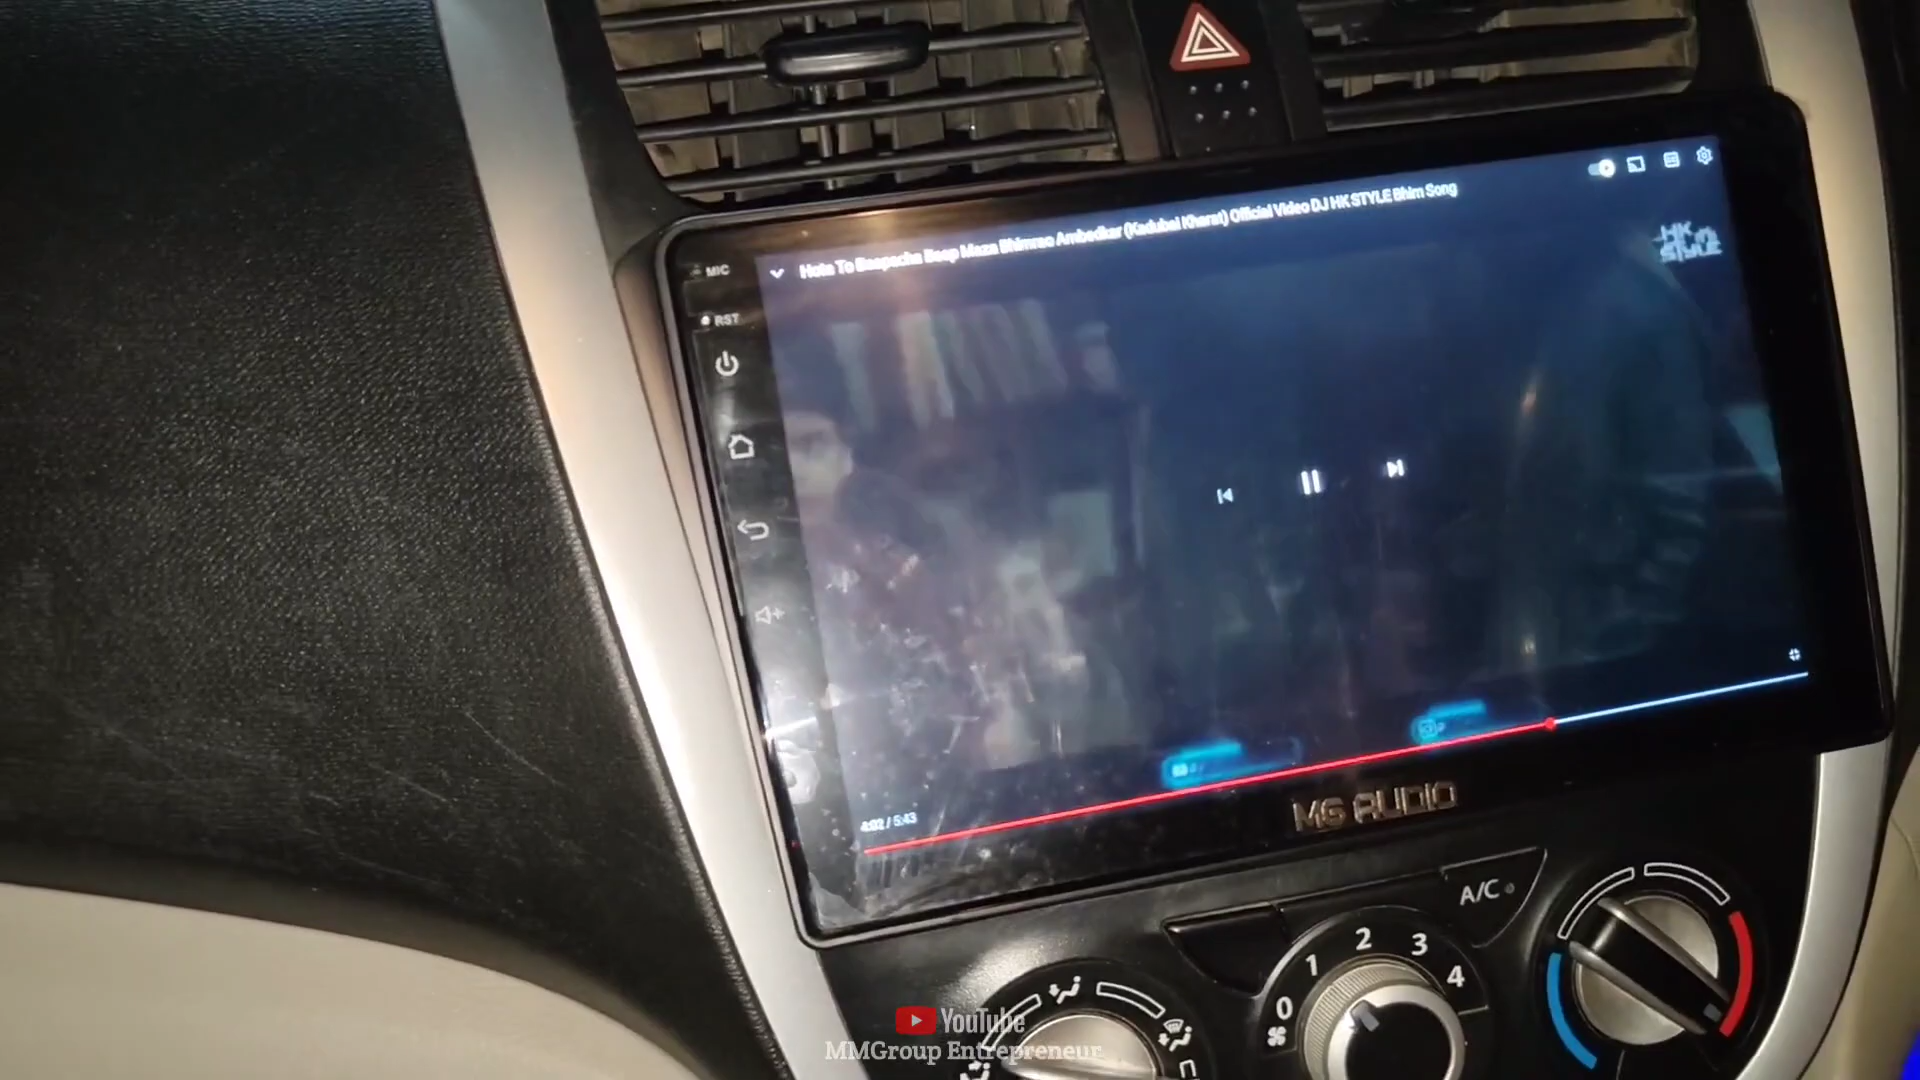 MIC
RST
Hota To Baapacha Baap Maza Bhimrao Ambedkar (Kadubai Kharat) Official Video DJ HK STYLE Bhim Song
HK
STYLE
4:02 / 5:43
MG AUDIO
A/C
0 1 2 3 4
YouTube
MMGroup Entrepreneur